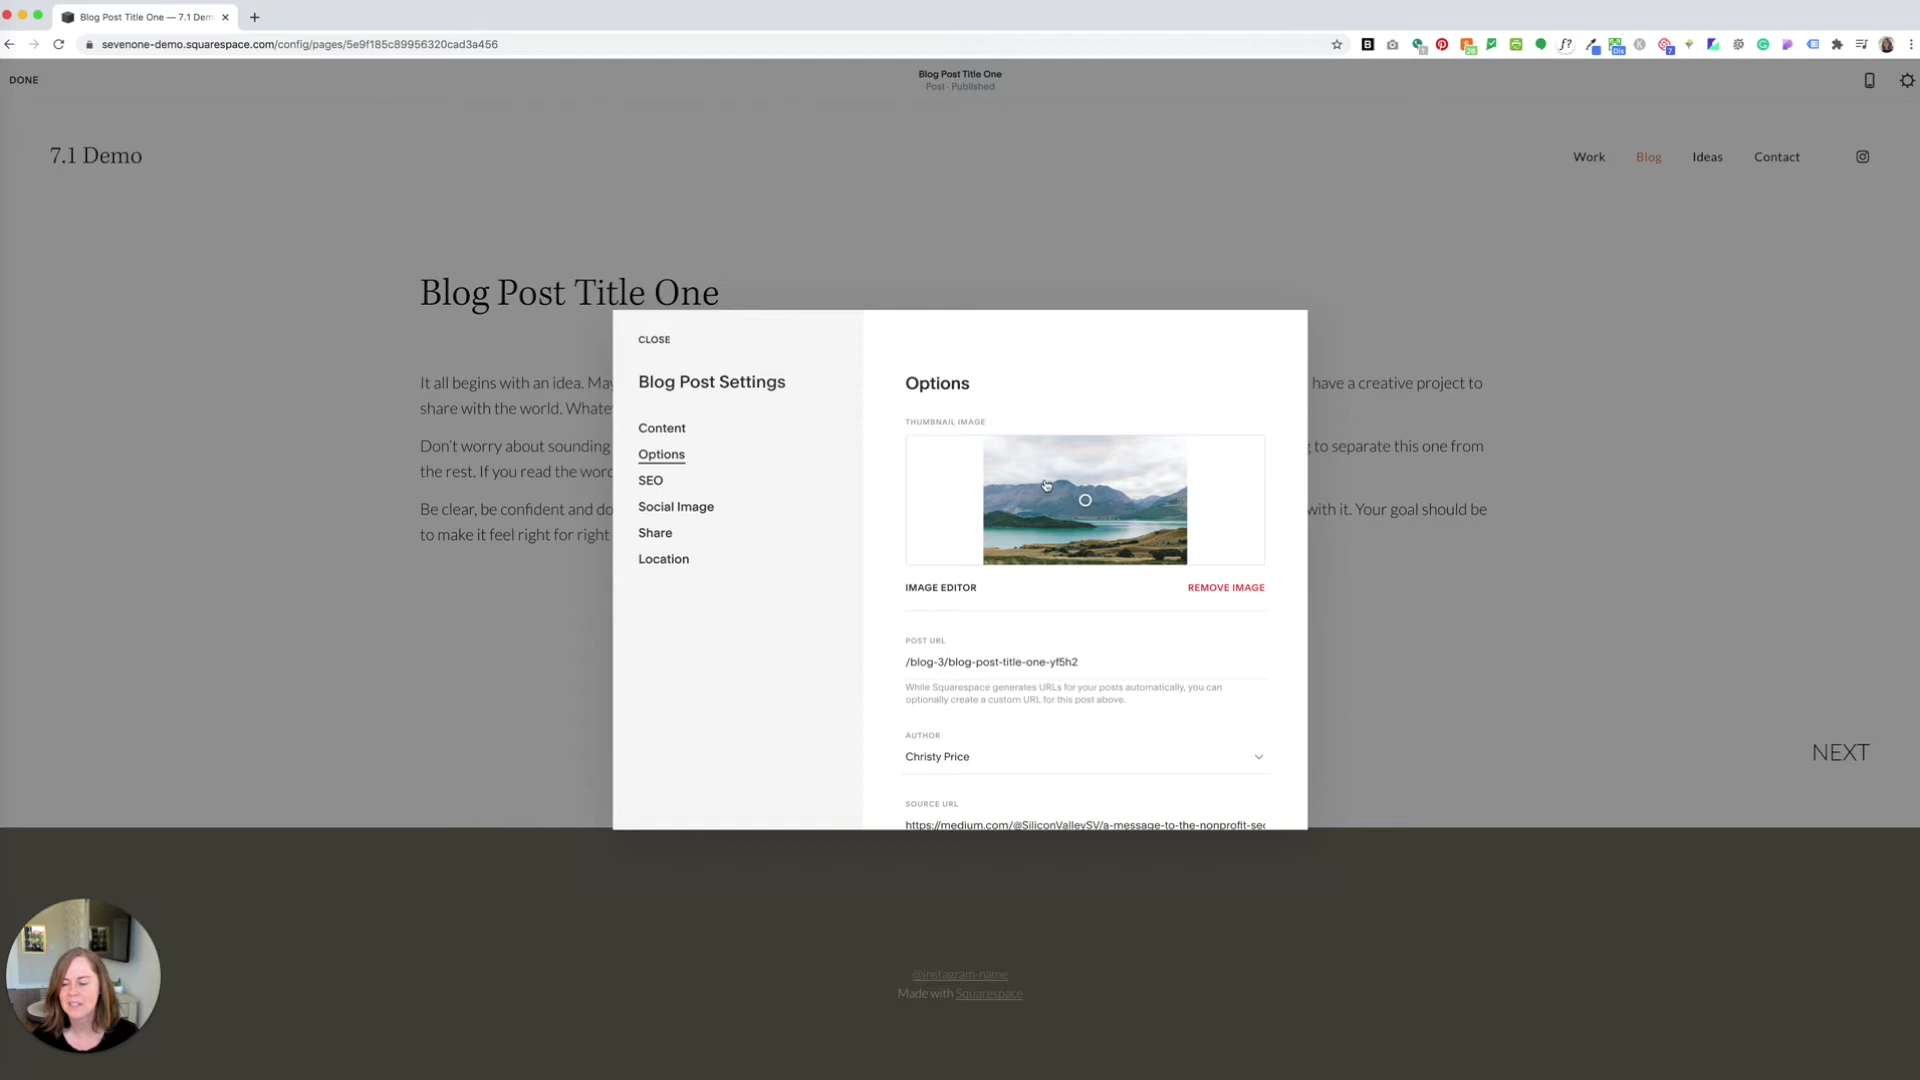 Blog Post Title One — 7.1 Dem
sevenone-demo.squarespace.com/config/pages/5e9f185c89956320cad3a456
DONE
Blog Post Title One
Post · Published
7.1 Demo
Work
Blog
Ideas
Contact
Blog Post Title One
It all begins with an idea. May
have a creative project to
share with the world. Whate
Don't worry about sounding
to separate this one from
the rest. If you read the word
Be clear, be confident and do
with it. Your goal should be
to make it feel right for right
CLOSE
Blog Post Settings
Content
Options
SEO
Social Image
Share
Location
Options
THUMBNAIL IMAGE
IMAGE EDITOR
REMOVE IMAGE
POST URL
/blog-3/blog-post-title-one-yf5h2
While Squarespace generates URLs for your posts automatically, you can
optionally create a custom URL for this post above.
AUTHOR
Christy Price
SOURCE URL
https://medium.com/@SiliconValleySV/a-message-to-the-nonprofit-sec
NEXT
@instagram-name
Made with Squarespace